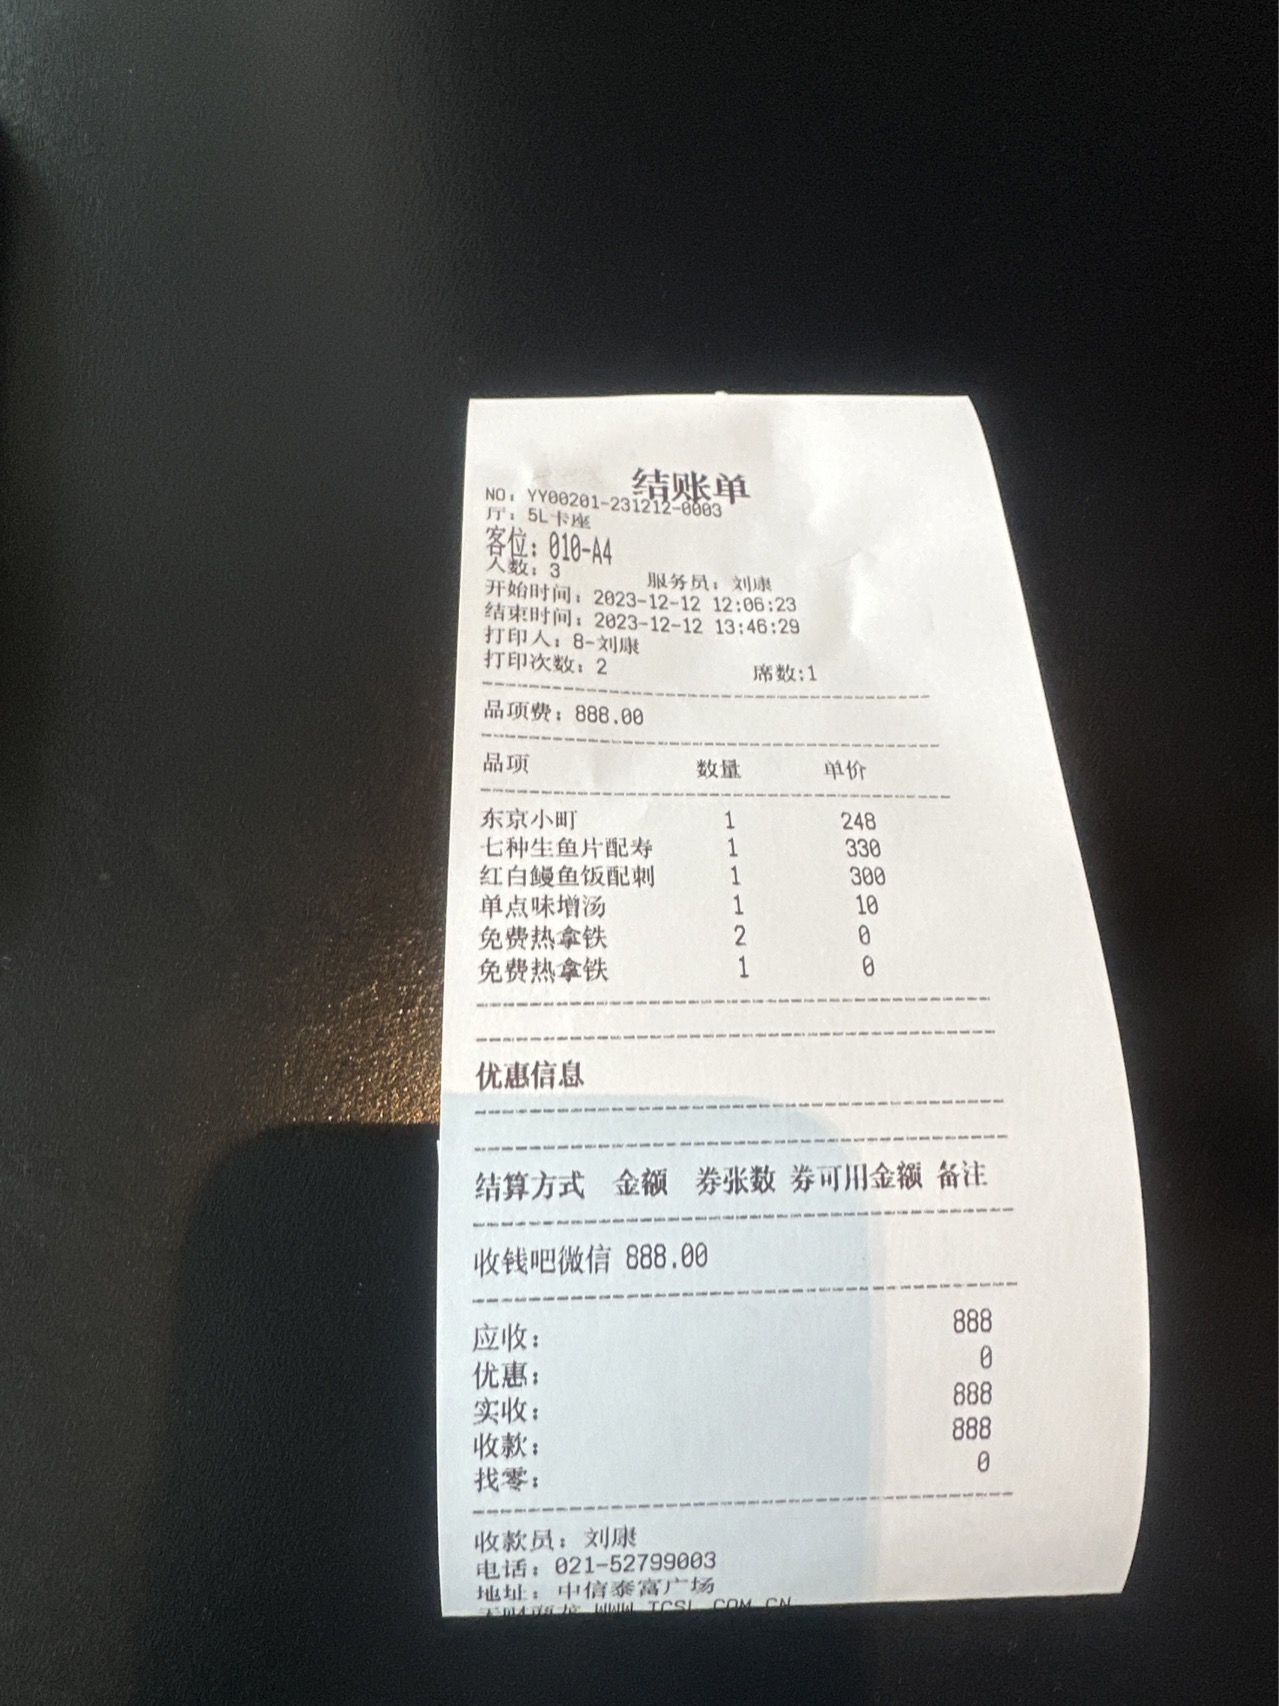 结账单
NO: YY00201-231212-0003
厅: 5L卡座
客位: 010-A4
人数: 3 服务员: 刘康
开始时间: 2023-12-12 12:06:23
结束时间: 2023-12-12 13:46:29
打印人: 8-刘康
打印次数: 2 席数:1
品项费: 888.00
品项 数量 单价
东京小町 1 248
七种生鱼片配寿 1 330
红白鳗鱼饭配刺 1 300
单点味增汤 1 10
免费热拿铁 2 0
免费热拿铁 1 0
优惠信息
结算方式 金额 券张数 券可用金额 备注
收钱吧微信 888.00
应收: 888
优惠: 0
实收: 888
收款: 888
找零: 0
收款员: 刘康
电话: 021-52799003
地址: 中信泰富广场
天财商龙 WWW.TCSL.COM.CN